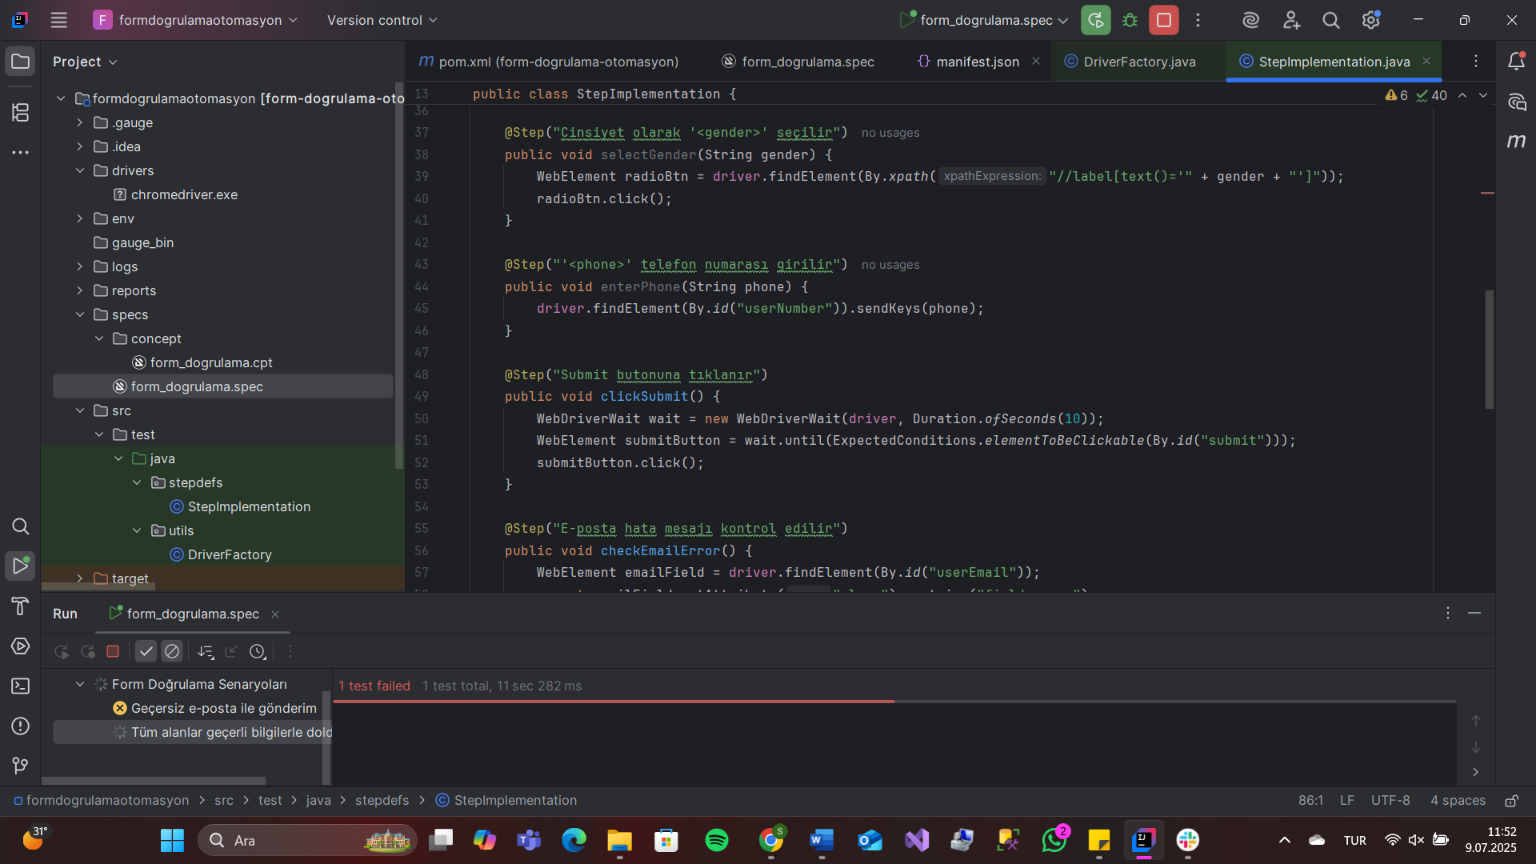 F formdogrulamaotomasyon Version control form_dogrulama.spec
Project
pom.xml (form-dogrulama-otomasyon) form_dogrulama.spec {} manifest.json DriverFactory.java StepImplementation.java
formdogrulamaotomasyon [form-dogrulama-oto
.gauge
.idea
drivers
chromedriver.exe
env
gauge_bin
logs
reports
specs
concept
form_dogrulama.cpt
form_dogrulama.spec
src
test
java
stepdefs
StepImplementation
utils
DriverFactory
target
6 40
13 public class StepImplementation {
36
37 @Step("Cinsiyet olarak '<gender>' seçilir") no usages
38 public void selectGender(String gender) {
39 WebElement radioBtn = driver.findElement(By.xpath( xpathExpression: "//label[text()='" + gender + "']"));
40 radioBtn.click();
41 }
42
43 @Step("'<phone>' telefon numarası girilir") no usages
44 public void enterPhone(String phone) {
45 driver.findElement(By.id("userNumber")).sendKeys(phone);
46 }
47
48 @Step("Submit butonuna tıklanır")
49 public void clickSubmit() {
50 WebDriverWait wait = new WebDriverWait(driver, Duration.ofSeconds(10));
51 WebElement submitButton = wait.until(ExpectedConditions.elementToBeClickable(By.id("submit")));
52 submitButton.click();
53 }
54
55 @Step("E-posta hata mesajı kontrol edilir")
56 public void checkEmailError() {
57 WebElement emailField = driver.findElement(By.id("userEmail"));
Run form_dogrulama.spec
Form Doğrulama Senaryoları
Geçersiz e-posta ile gönderim
Tüm alanlar geçerli bilgilerle dold
1 test failed 1 test total, 11 sec 282 ms
formdogrulamaotomasyon > src > test > java > stepdefs > StepImplementation
86:1 LF UTF-8 4 spaces
31°
Ara
2
TUR
11:52
9.07.2025